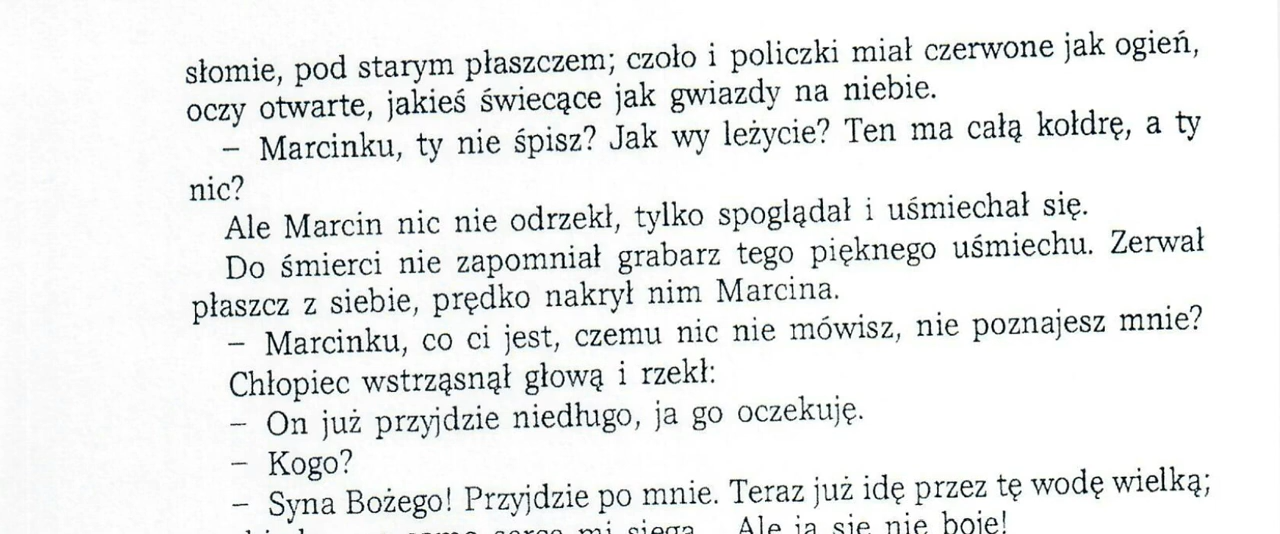 słomie, pod starym płaszczem; czoło i policzki miał czerwone jak ogień,
oczy otwarte, jakieś świecące jak gwiazdy na niebie.
– Marcinku, ty nie śpisz? Jak wy leżycie? Ten ma całą kołdrę, a ty
nic?
Ale Marcin nic nie odrzekł, tylko spoglądał i uśmiechał się.
Do śmierci nie zapomniał grabarz tego pięknego uśmiechu. Zerwał
płaszcz z siebie, prędko nakrył nim Marcina.
– Marcinku, co ci jest, czemu nic nie mówisz, nie poznajesz mnie?
Chłopiec wstrząsnął głową i rzekł:
– On już przyjdzie niedługo, ja go oczekuję.
– Kogo?
– Syna Bożego! Przyjdzie po mnie. Teraz już idę przez tę wodę wielką;
serce mi sięga... Ale ja się nie boję!